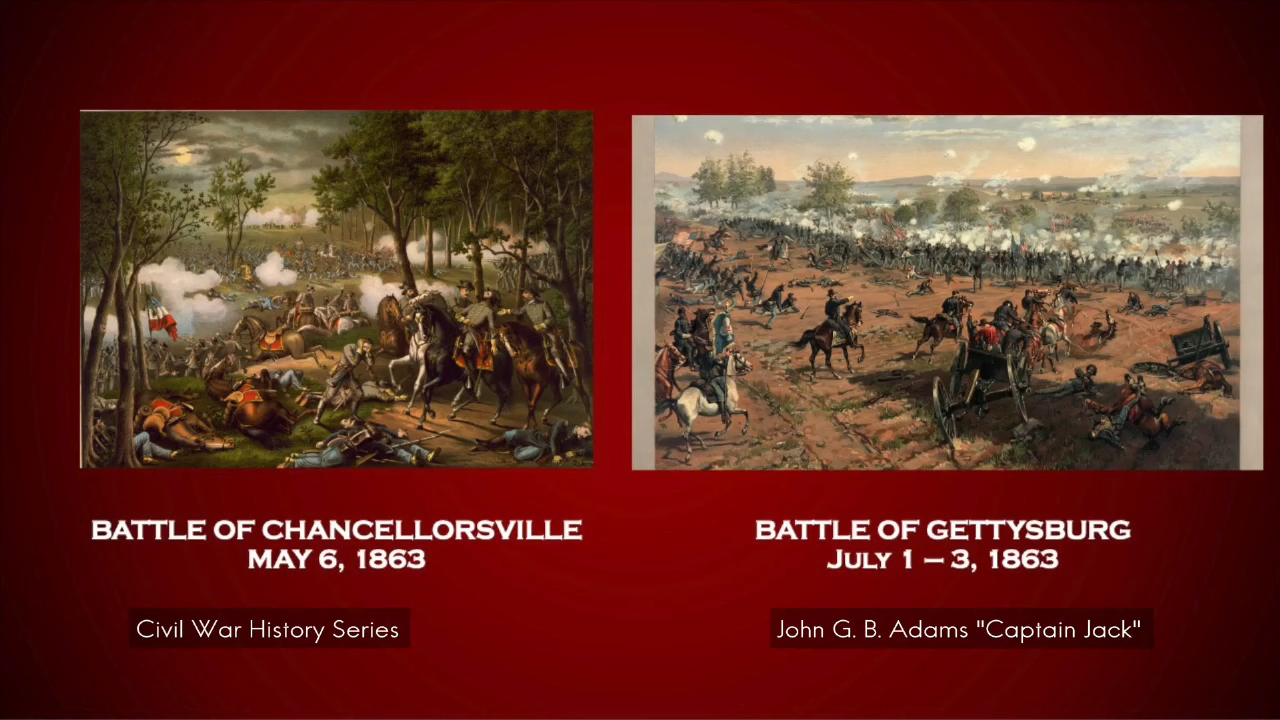 BATTLE OF CHANCELLORSVILLE
MAY 6, 1863
BATTLE OF GETTYSBURG
July 1 – 3, 1863
Civil War History Series
John G. B. Adams "Captain Jack"